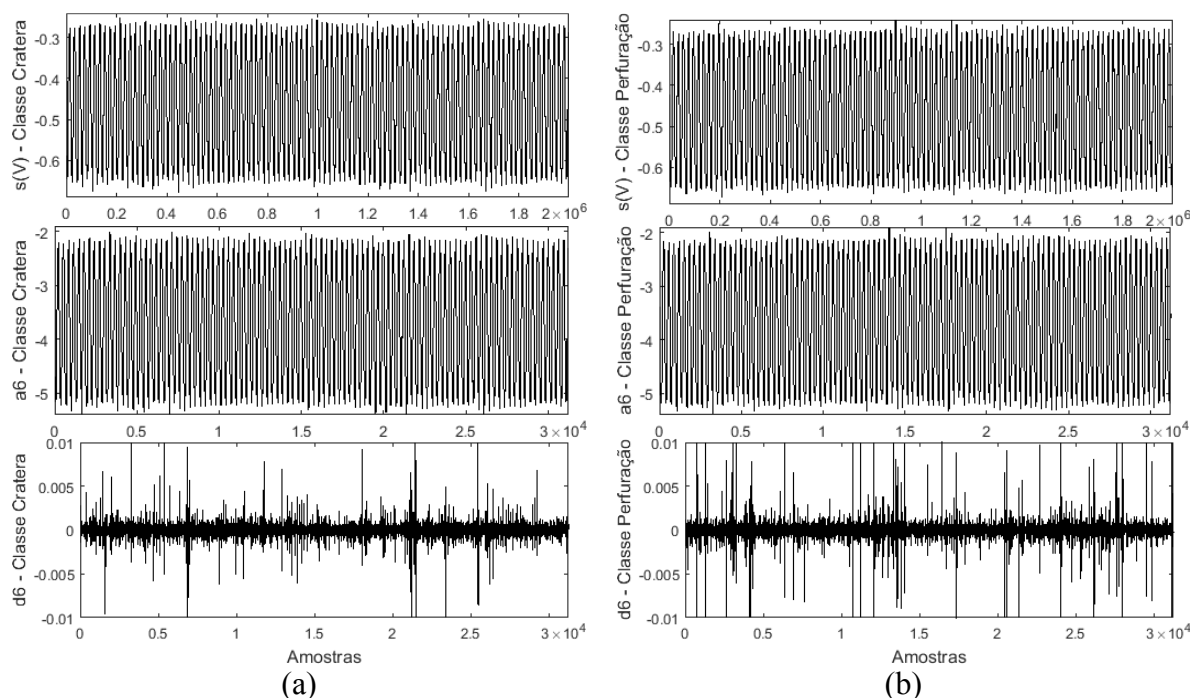 s(V) - Classe Cratera
-0.3
-0.4
-0.5
-0.6
0 0.2 0.4 0.6 0.8 1 1.2 1.4 1.6 1.8 2×10^6
a6 - Classe Cratera
-2
-3
-4
-5
0 0.5 1 1.5 2 2.5 3×10^4
d6 - Classe Cratera
0.01
0.005
0
-0.005
-0.01
0 0.5 1 1.5 2 2.5 3×10^4
Amostras
(a)
s(V) - Classe Perfuração
-0.3
-0.4
-0.5
-0.6
0 0.2 0.4 0.6 0.8 1 1.2 1.4 1.6 1.8 2×10^6
a6 - Classe Perfuração
-2
-3
-4
-5
0 0.5 1 1.5 2 2.5 3×10^4
d6 - Classe Perfuração
0.01
0.005
0
-0.005
-0.01
0 0.5 1 1.5 2 2.5 3×10^4
Amostras
(b)